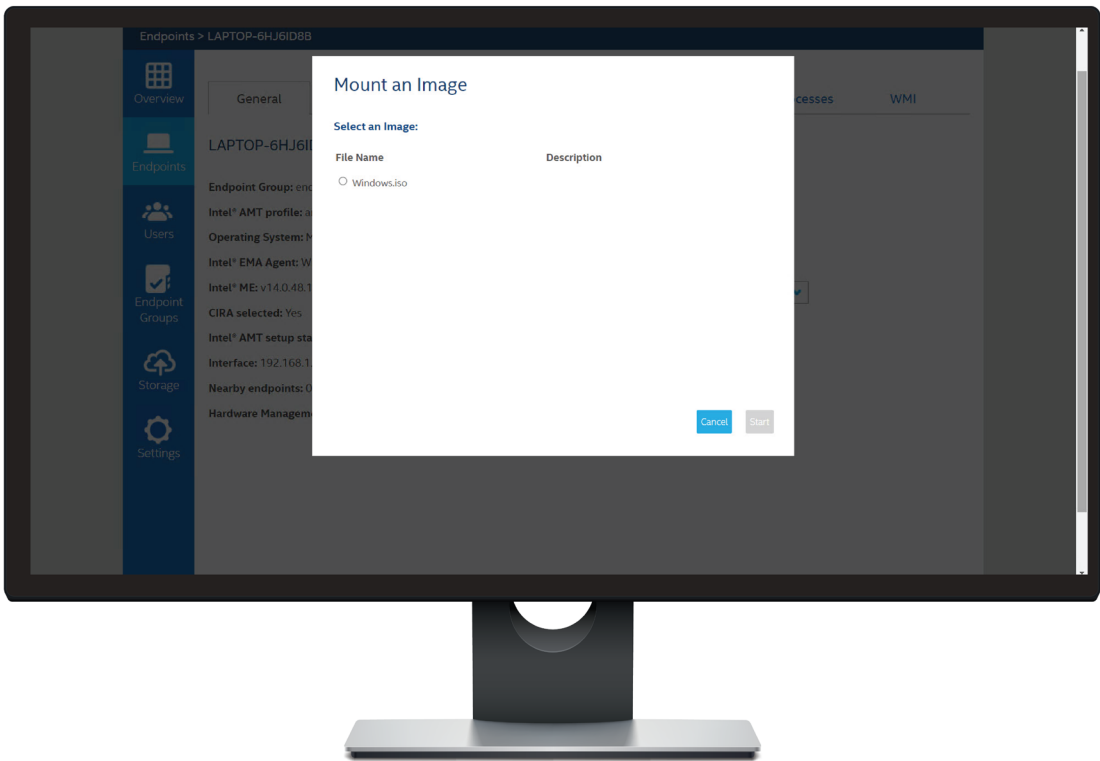 Endpoints > LAPTOP-6HJ6ID8B
Overview
Endpoints
Users
Endpoint
Groups
Storage
Settings
General
cesses
WMI
LAPTOP-6HJ6I
Endpoint Group: end
Intel® AMT profile: a
Operating System: M
Intel® EMA Agent: W
Intel® ME: v14.0.48.1
CIRA selected: Yes
Intel® AMT setup sta
Interface: 192.168.1.
Nearby endpoints: 0
Hardware Managem
Mount an Image
Select an Image:
File Name Description
Windows.iso
Cancel Start